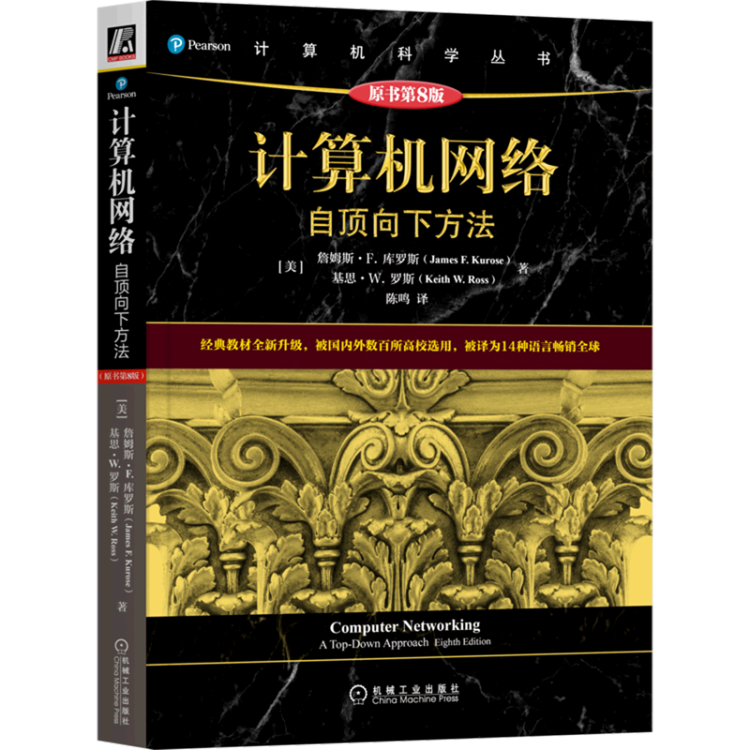 Pearson
计算机科学丛书
原书第8版
计算机网络
自顶向下方法
[美] 詹姆斯·F. 库罗斯(James F. Kurose)
基思·W. 罗斯(Keith W. Ross) 著
陈鸣 译
经典教材全新升级，被国内外数百所高校选用，被译为14种语言畅销全球
Computer Networking
A Top-Down Approach Eighth Edition
机械工业出版社
China Machine Press
Pearson
计算机网络
自顶向下方法
(原书第8版)
[美]
詹姆斯·F. 库罗斯(James F. Kurose)
基思·W. 罗斯(Keith W. Ross)
著
机械工业出版社
China Machine Press